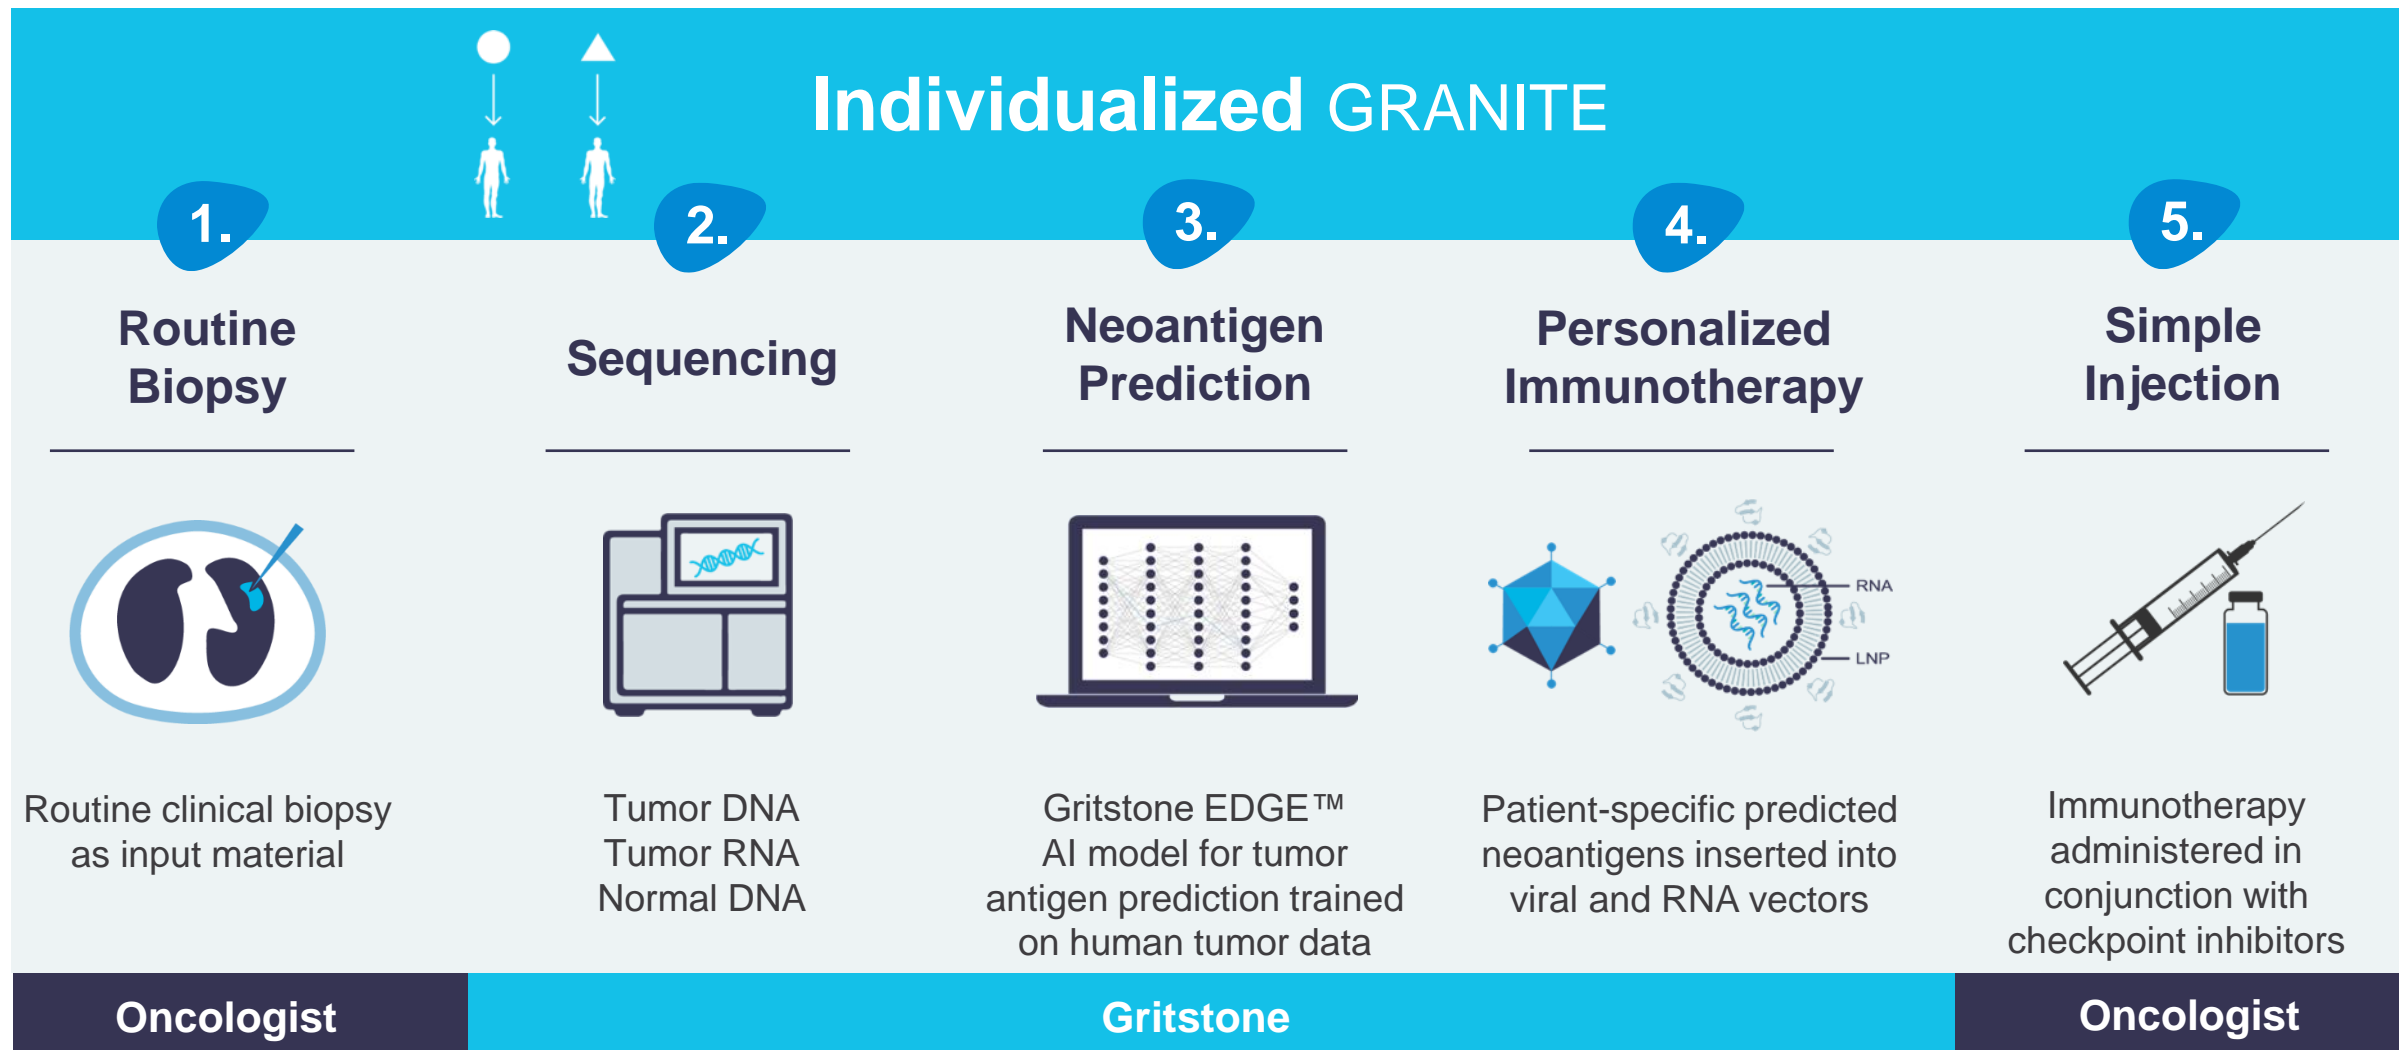 Individualized GRANITE
1.
Routine
Biopsy
Routine clinical biopsy
as input material
2.
Sequencing
Tumor DNA
Tumor RNA
Normal DNA
3.
Neoantigen
Prediction
Gritstone EDGE™
AI model for tumor
antigen prediction trained
on human tumor data
4.
Personalized
Immunotherapy
RNA
LNP
Patient-specific predicted
neoantigens inserted into
viral and RNA vectors
5.
Simple
Injection
Immunotherapy
administered in
conjunction with
checkpoint inhibitors
Oncologist
Gritstone
Oncologist